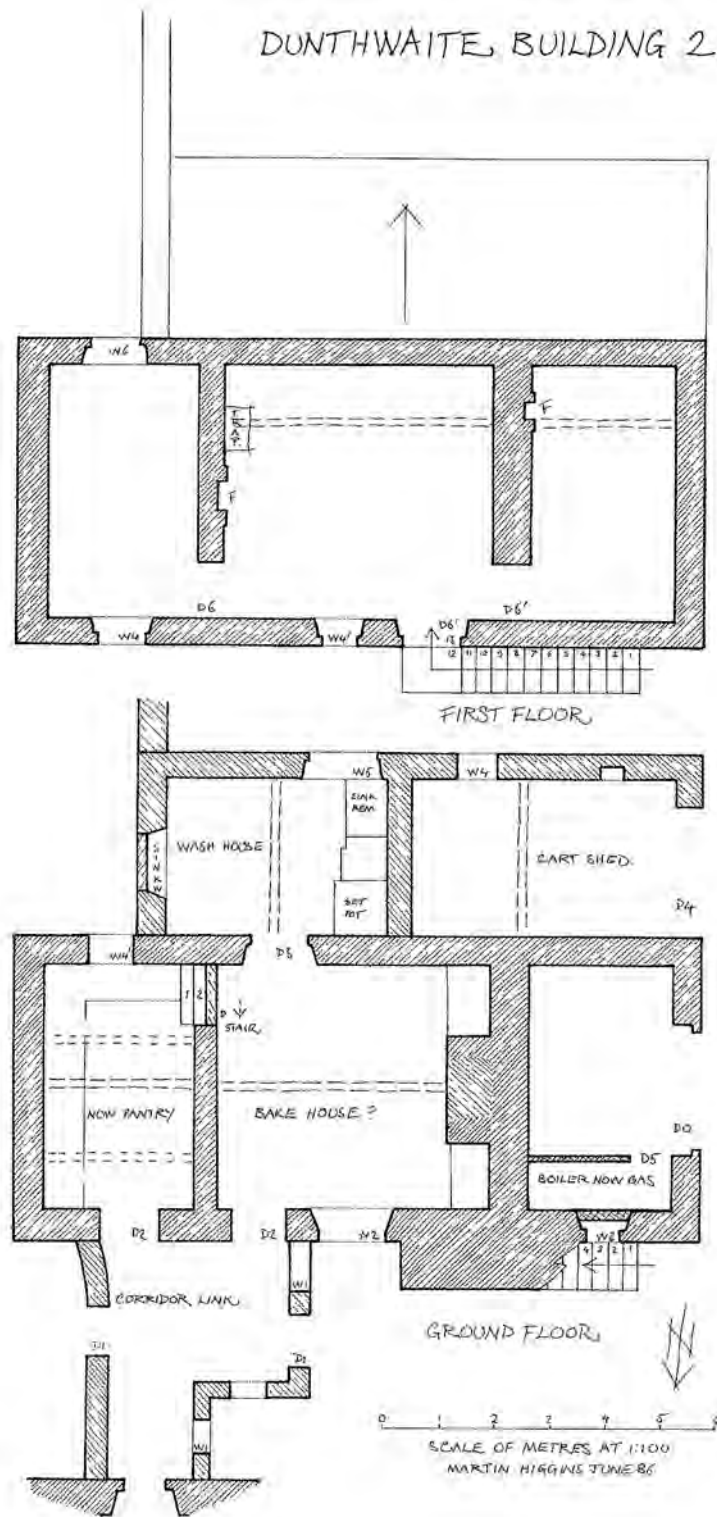 DUNTHWAITE, BUILDING 2
W6
F
F
D6
D6'
W4
W4'
D6'
13
12 11 10 9 8 7 6 5 4 3 2 1
FIRST FLOOR
W5
W4
SINK
REM
WASH HOUSE
SINK
CART SHED.
SET
POT
D4
W4'
D3
1 2
D
STAIR
NOW PANTRY
BAKE HOUSE?
D0
D5
BOILER NOW GAS
D2
D2
W2
W3
4 3 2 1
W1
CORRIDOR LINK
GROUND FLOOR
N
D1
D1
W1
0 1 2 3 4 5 6
SCALE OF METRES AT 1:100
MARTIN HIGGINS JUNE 86